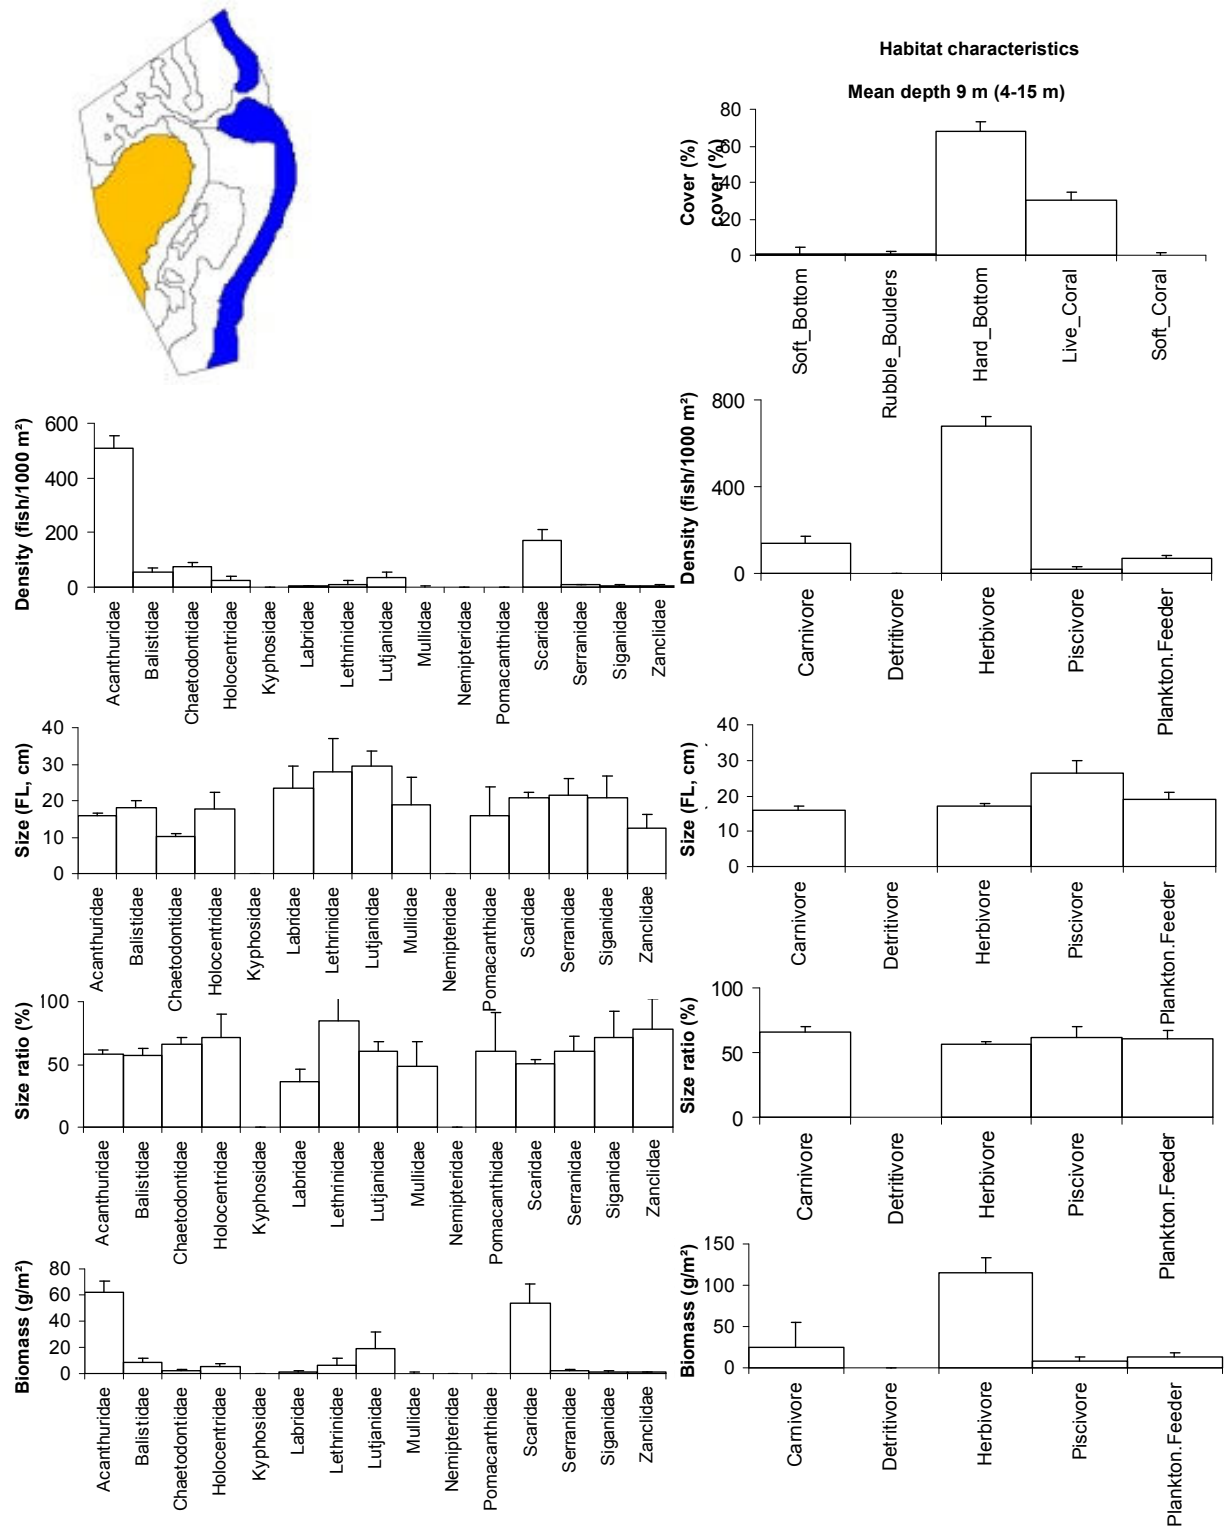 Habitat characteristics
Mean depth 9 m (4-15 m)
Cover (%)
cover (%)
80
60
40
20
0
Soft_Bottom
Rubble_Boulders
Hard_Bottom
Live_Coral
Soft_Coral
Density (fish/1000 m²)
600
400
200
0
Acanthuridae
Balistidae
Chaetodontidae
Holocentridae
Kyphosidae
Labridae
Lethrinidae
Lutjanidae
Mullidae
Nemipteridae
Pomacanthidae
Scaridae
Serranidae
Siganidae
Zanclidae
Density (fish/1000 m²)
800
400
0
Carnivore
Detritivore
Herbivore
Piscivore
Plankton.Feeder
Size (FL, cm)
40
30
20
10
0
Acanthuridae
Balistidae
Chaetodontidae
Holocentridae
Kyphosidae
Labridae
Lethrinidae
Lutjanidae
Mullidae
Nemipteridae
Pomacanthidae
Scaridae
Serranidae
Siganidae
Zanclidae
Size (FL, cm)
40
30
20
10
0
Carnivore
Detritivore
Herbivore
Piscivore
Plankton.Feeder
Size ratio (%)
100
50
0
Acanthuridae
Balistidae
Chaetodontidae
Holocentridae
Kyphosidae
Labridae
Lethrinidae
Lutjanidae
Mullidae
Nemipteridae
Pomacanthidae
Scaridae
Serranidae
Siganidae
Zanclidae
Size ratio (%)
100
50
0
Carnivore
Detritivore
Herbivore
Piscivore
Plankton.Feeder
Biomass (g/m²)
80
60
40
20
0
Acanthuridae
Balistidae
Chaetodontidae
Holocentridae
Kyphosidae
Labridae
Lethrinidae
Lutjanidae
Mullidae
Nemipteridae
Pomacanthidae
Scaridae
Serranidae
Siganidae
Zanclidae
Biomass (g/m²)
150
100
50
0
Carnivore
Detritivore
Herbivore
Piscivore
Plankton.Feeder